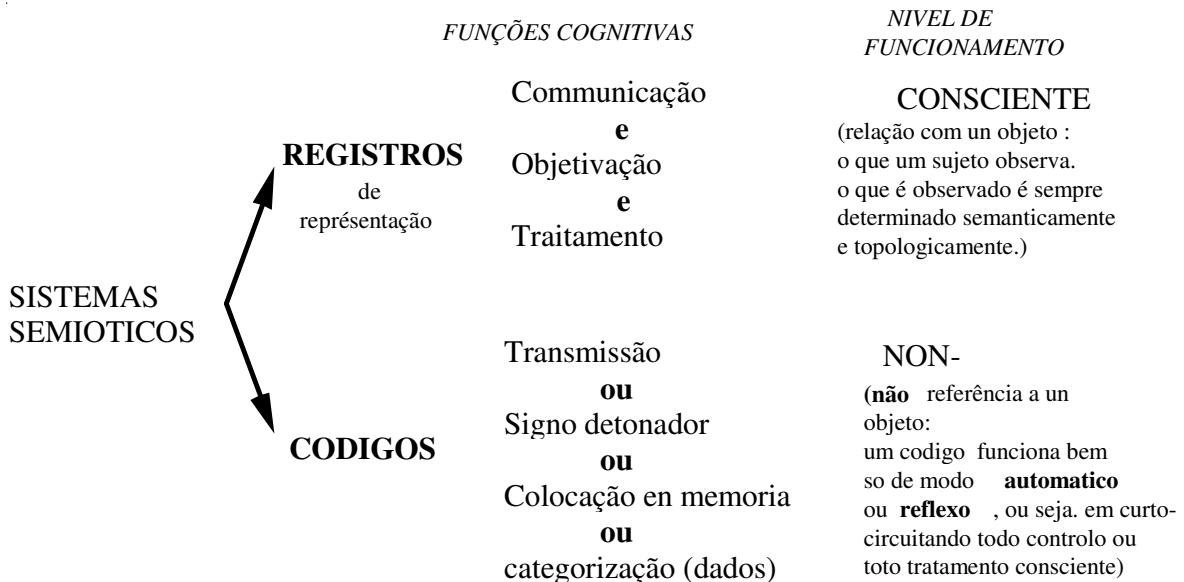 FUNÇÕES COGNITIVAS
NIVEL DE
FUNCIONAMENTO
SISTEMAS
SEMIOTICOS
REGISTROS
de
représentação
Communicação
e
Objetivação
e
Traitamento
CONSCIENTE
(relação com un objeto :
o que um sujeito observa.
o que é observado é sempre
determinado semanticamente
e topologicamente.)
CODIGOS
Transmissão
ou
Signo detonador
ou
Colocação en memoria
ou
categorização (dados)
NON-
(não referência a un
objeto:
um codigo funciona bem
so de modo automatico
ou reflexo , ou seja. em curto-
circuitando todo controlo ou
toto tratamento consciente)